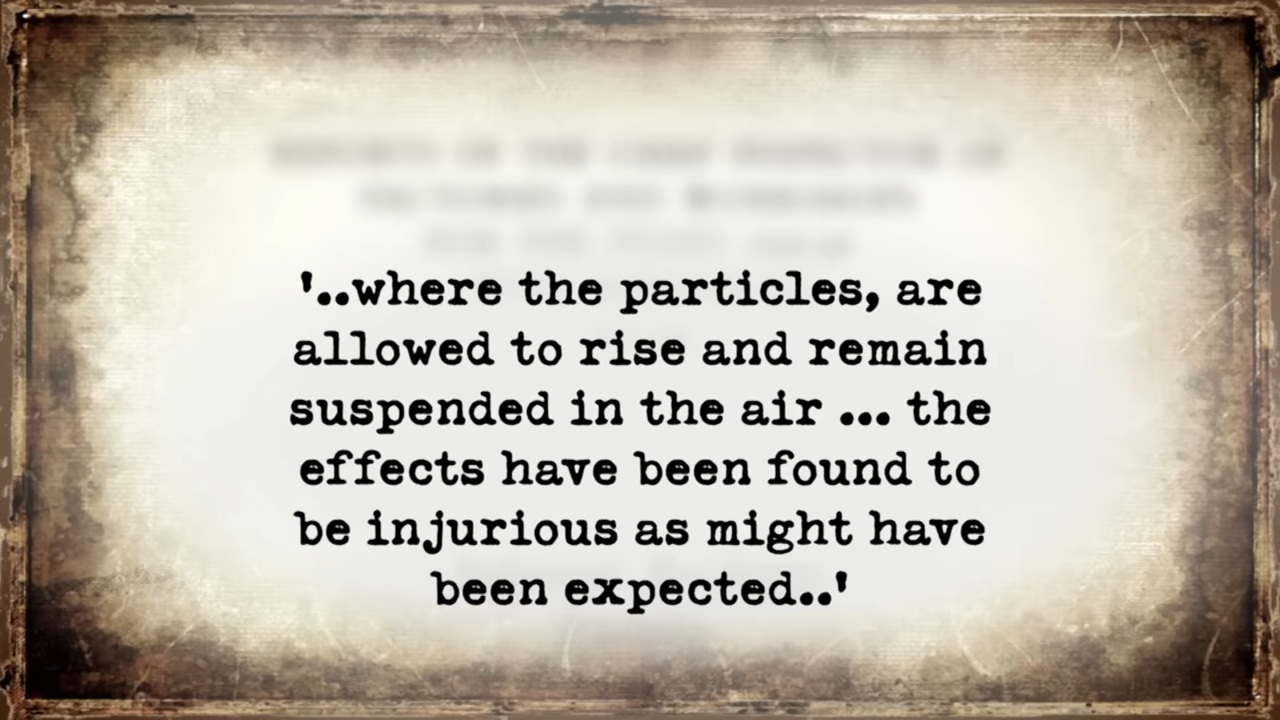 '..where the particles, are
allowed to rise and remain
suspended in the air ... the
effects have been found to
be injurious as might have
been expected..'